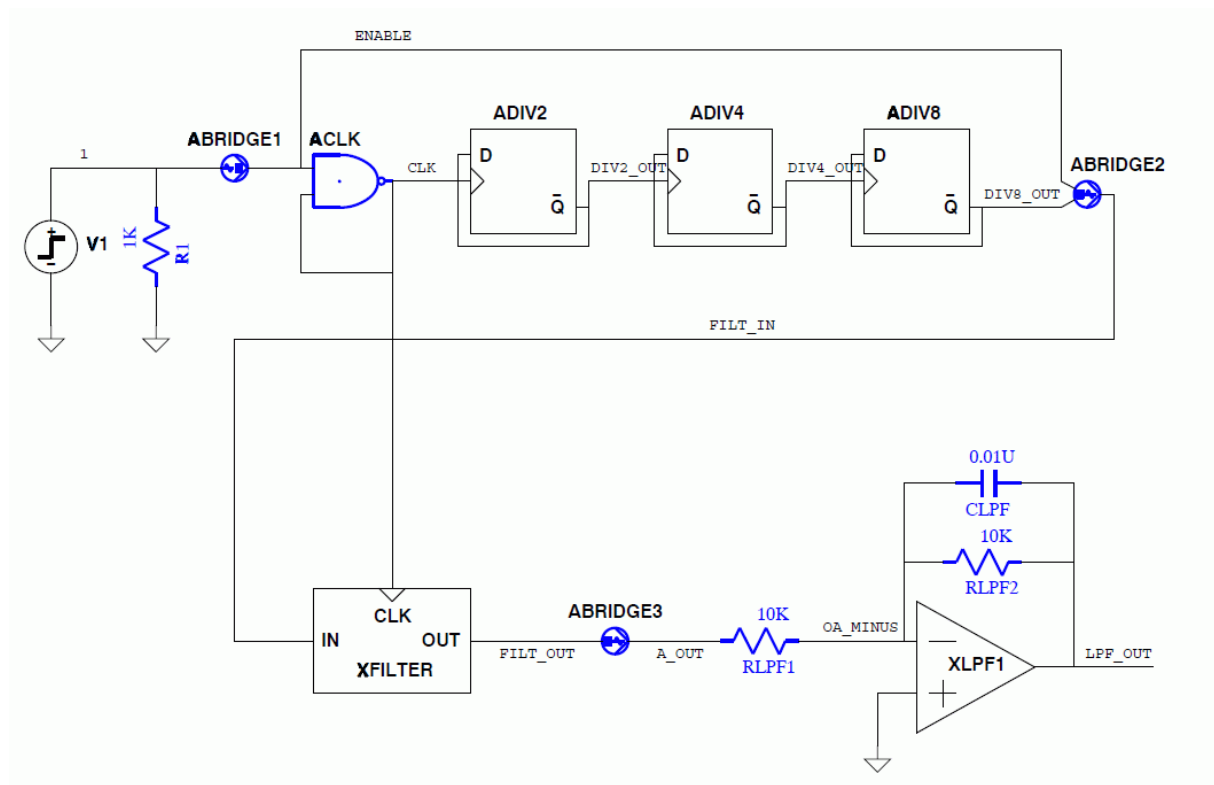 ENABLE
ADIV2
ADIV4
ADIV8
ABRIDGE1
ACLK
1
CLK
D
DIV2_OUT
D
DIV4_OUT
D
ABRIDGE2
DIV8_OUT
Q̄
Q̄
Q̄
+
-
V1
1K
R1
FILT_IN
0.01U
CLPF
10K
RLPF2
CLK
IN
OUT
XFILTER
FILT_OUT
ABRIDGE3
A_OUT
10K
RLPF1
OA_MINUS
XLPF1
LPF_OUT